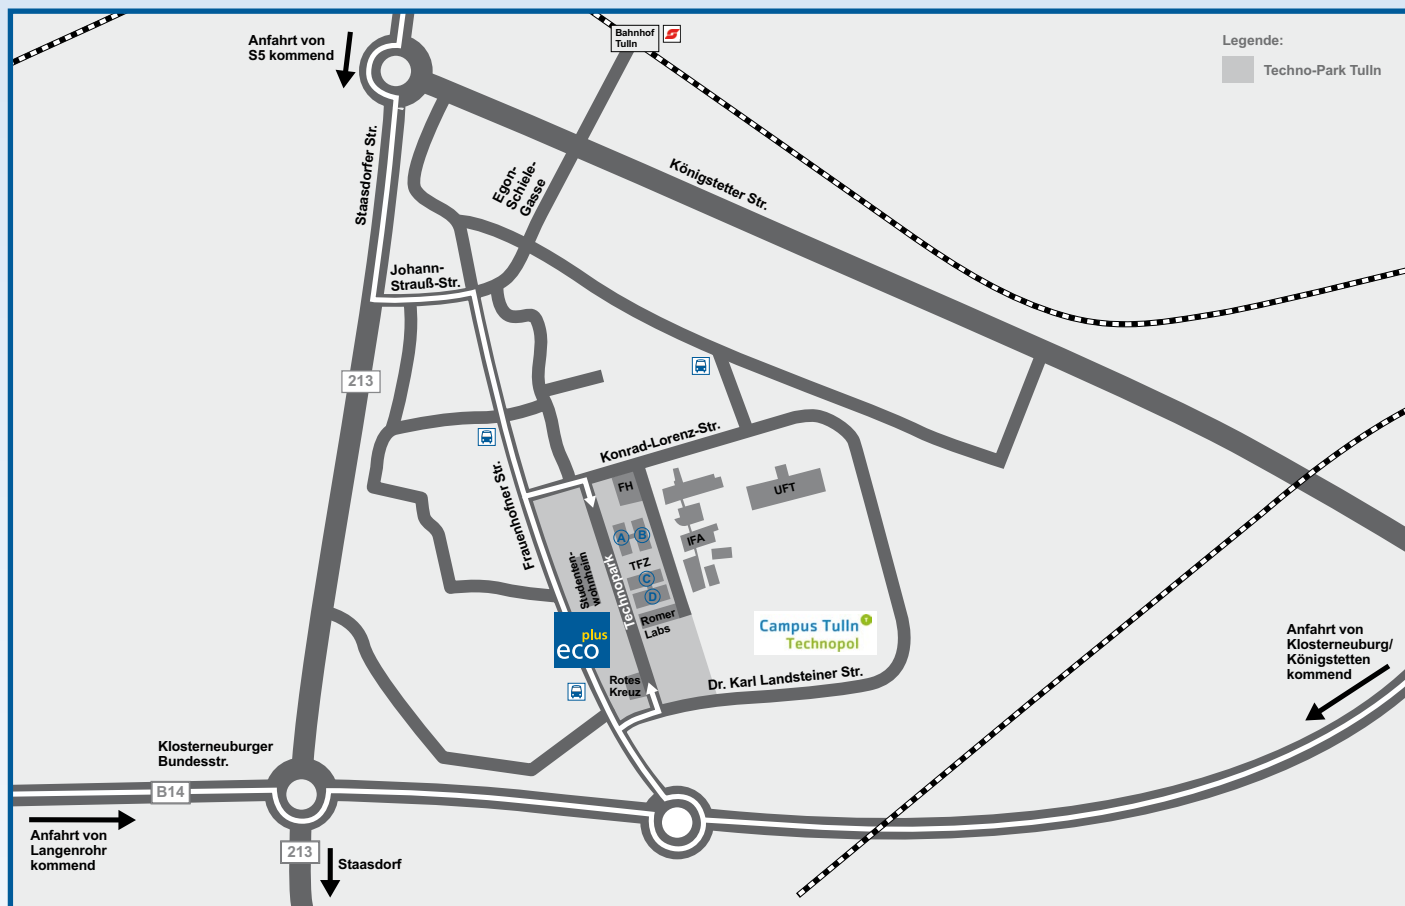 Anfahrt von
S5 kommend
Bahnhof
Tulln
Legende:
Techno-Park Tulln
Staasdorfer Str.
Egon-
Schiele-
Gasse
Königstetter Str.
Johann-
Strauß-Str.
213
Konrad-Lorenz-Str.
Frauenhofner Str.
FH
UFT
A
B
IFA
Studenten-
wohnheim
Technopark
TFZ
C
D
Romer
Labs
plus
eco
Campus Tulln
Technopol
Rotes
Kreuz
Dr. Karl Landsteiner Str.
Anfahrt von
Klosterneuburg/
Königstetten
kommend
Klosterneuburger
Bundesstr.
B14
Anfahrt von
Langenrohr
kommend
213
Staasdorf